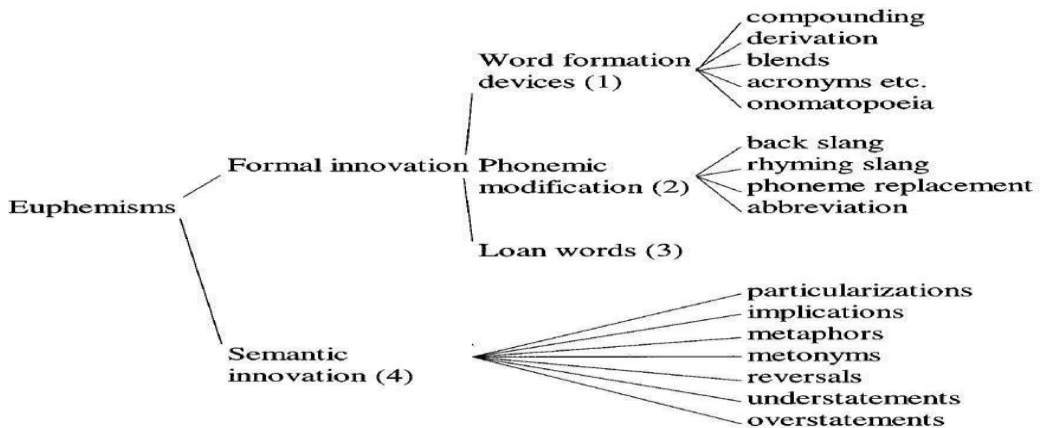 compounding
derivation
Word formation
devices (1)
blends
acronyms etc.
onomatopoeia
back slang
Formal innovation
Phonemic
modification (2)
rhyming slang
phoneme replacement
abbreviation
Euphemisms
Loan words (3)
particularizations
implications
metaphors
Semantic
innovation (4)
metonyms
reversals
understatements
overstatements